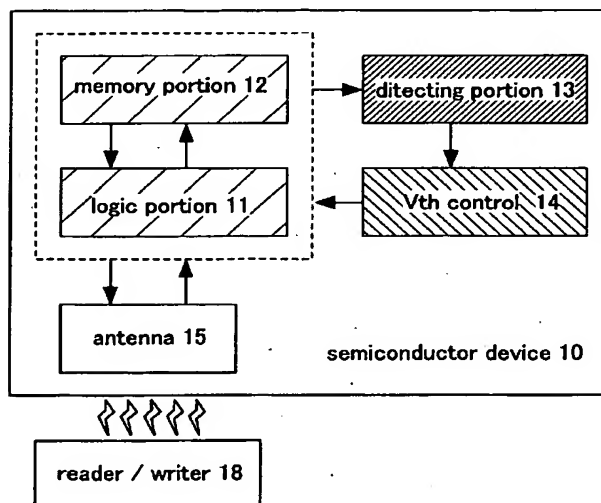 memory portion 12
ditecting portion 13
logic portion 11
Vth control 14
antenna 15
semiconductor device 10
reader / writer 18